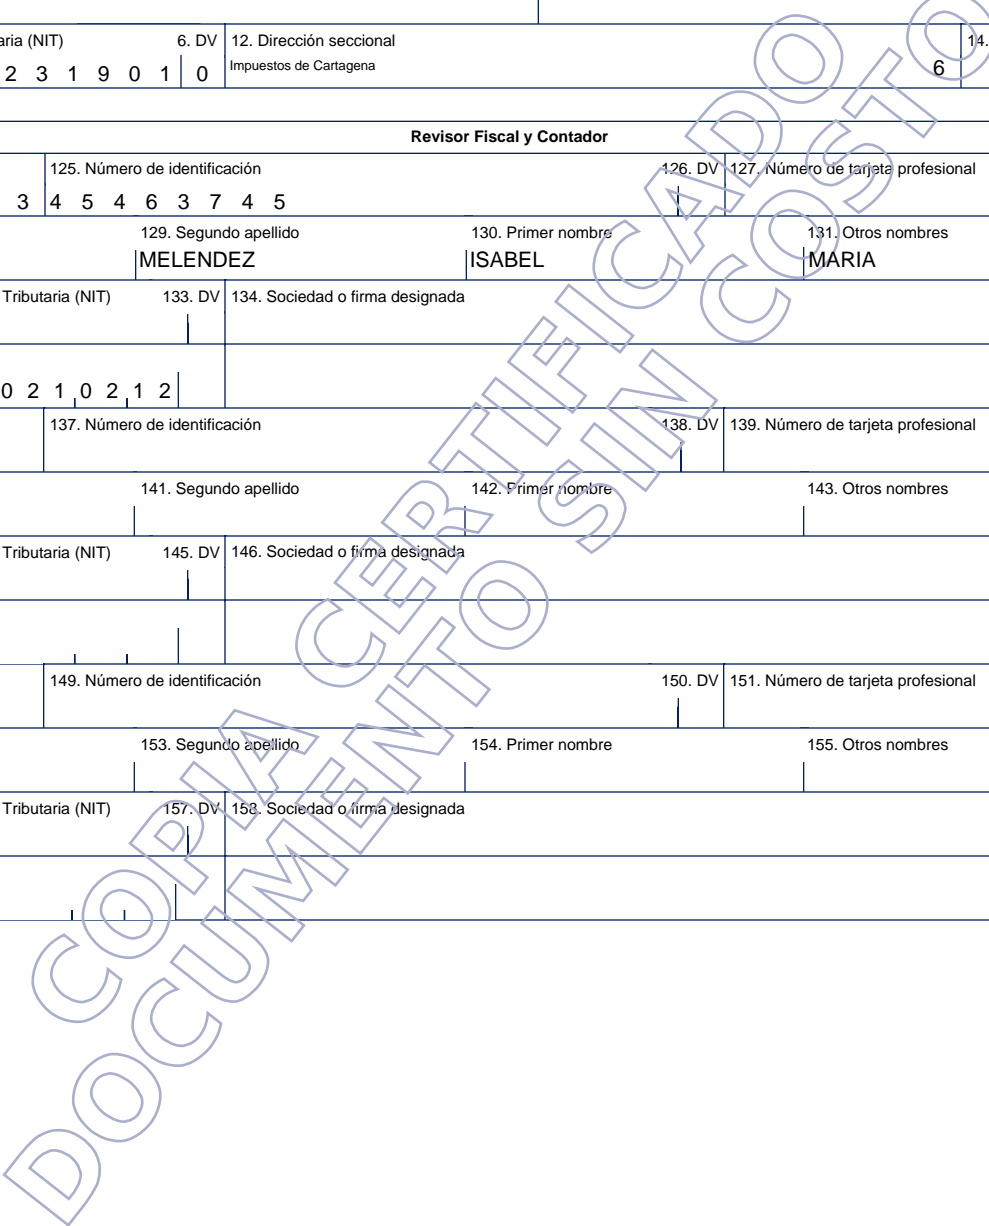 aria (NIT) 6. DV 12. Dirección seccional 14.
2 3 1 9 0 1 0 Impuestos de Cartagena 6
Revisor Fiscal y Contador
125. Número de identificación 126. DV 127. Número de tarjeta profesional
3 4 5 4 6 3 7 4 5
129. Segundo apellido 130. Primer nombre 131. Otros nombres
MELENDEZ ISABEL MARIA
Tributaria (NIT) 133. DV 134. Sociedad o firma designada
0 2 1 0 2 1 2
137. Número de identificación 138. DV 139. Número de tarjeta profesional
141. Segundo apellido 142. Primer nombre 143. Otros nombres
Tributaria (NIT) 145. DV 146. Sociedad o firma designada
149. Número de identificación 150. DV 151. Número de tarjeta profesional
153. Segundo apellido 154. Primer nombre 155. Otros nombres
Tributaria (NIT) 157. DV 158. Sociedad o firma designada
COPIA CERTIFICADO
DOCUMENTO SIN COSTO